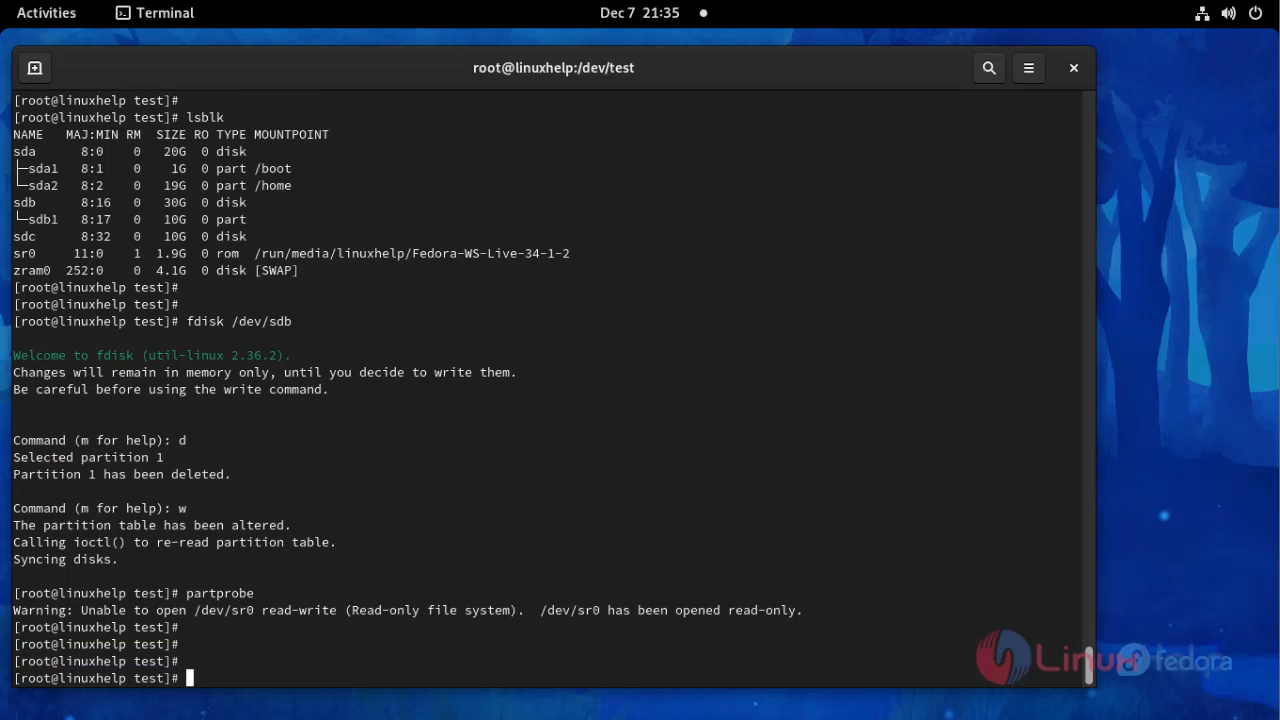 Activities Terminal Dec 7 21:35
root@linuxhelp:/dev/test
[root@linuxhelp test]#
[root@linuxhelp test]# lsblk
NAME MAJ:MIN RM SIZE RO TYPE MOUNTPOINT
sda 8:0 0 20G 0 disk
├─sda1 8:1 0 1G 0 part /boot
└─sda2 8:2 0 19G 0 part /home
sdb 8:16 0 30G 0 disk
└─sdb1 8:17 0 10G 0 part
sdc 8:32 0 10G 0 disk
sr0 11:0 1 1.9G 0 rom /run/media/linuxhelp/Fedora-WS-Live-34-1-2
zram0 252:0 0 4.1G 0 disk [SWAP]
[root@linuxhelp test]#
[root@linuxhelp test]#
[root@linuxhelp test]# fdisk /dev/sdb
Welcome to fdisk (util-linux 2.36.2).
Changes will remain in memory only, until you decide to write them.
Be careful before using the write command.
Command (m for help): d
Selected partition 1
Partition 1 has been deleted.
Command (m for help): w
The partition table has been altered.
Calling ioctl() to re-read partition table.
Syncing disks.
[root@linuxhelp test]# partprobe
Warning: Unable to open /dev/sr0 read-write (Read-only file system).  /dev/sr0 has been opened read-only.
[root@linuxhelp test]#
[root@linuxhelp test]#
[root@linuxhelp test]#
[root@linuxhelp test]#
fedora